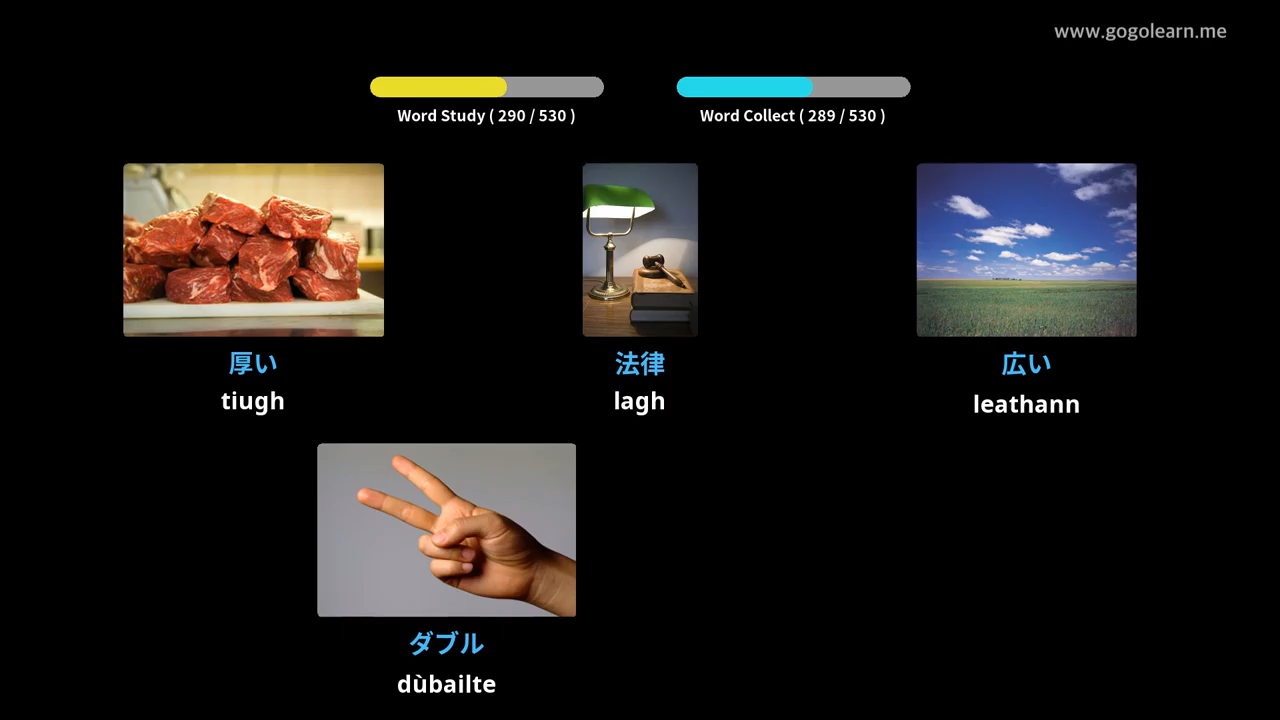 www.gogolearn.me
Word Study ( 290 / 530 )
Word Collect ( 289 / 530 )
厚い
tiugh
法律
lagh
広い
leathann
ダブル
dùbailte